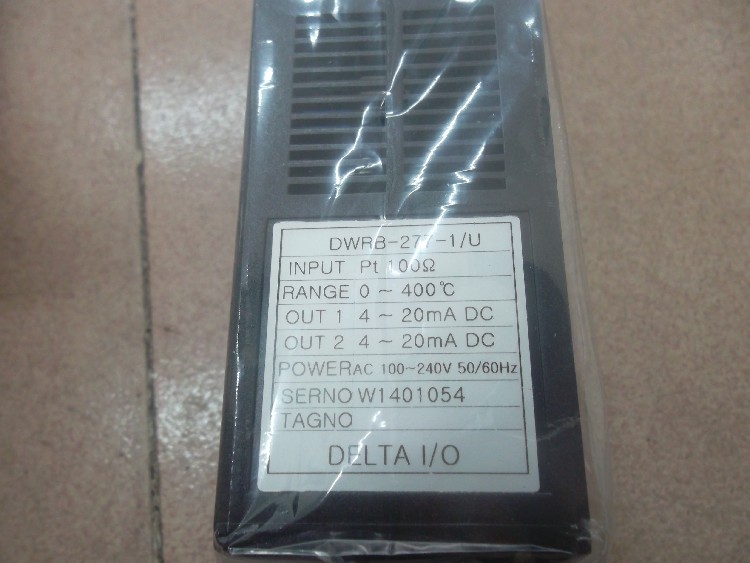 DWRB-277-1/U
INPUT Pt 100Ω
RANGE 0 ~ 400℃
OUT 1 4 ~ 20mA DC
OUT 2 4 ~ 20mA DC
POWER AC 100~240V 50/60Hz
SERNO W1401054
TAGNO
DELTA I/O